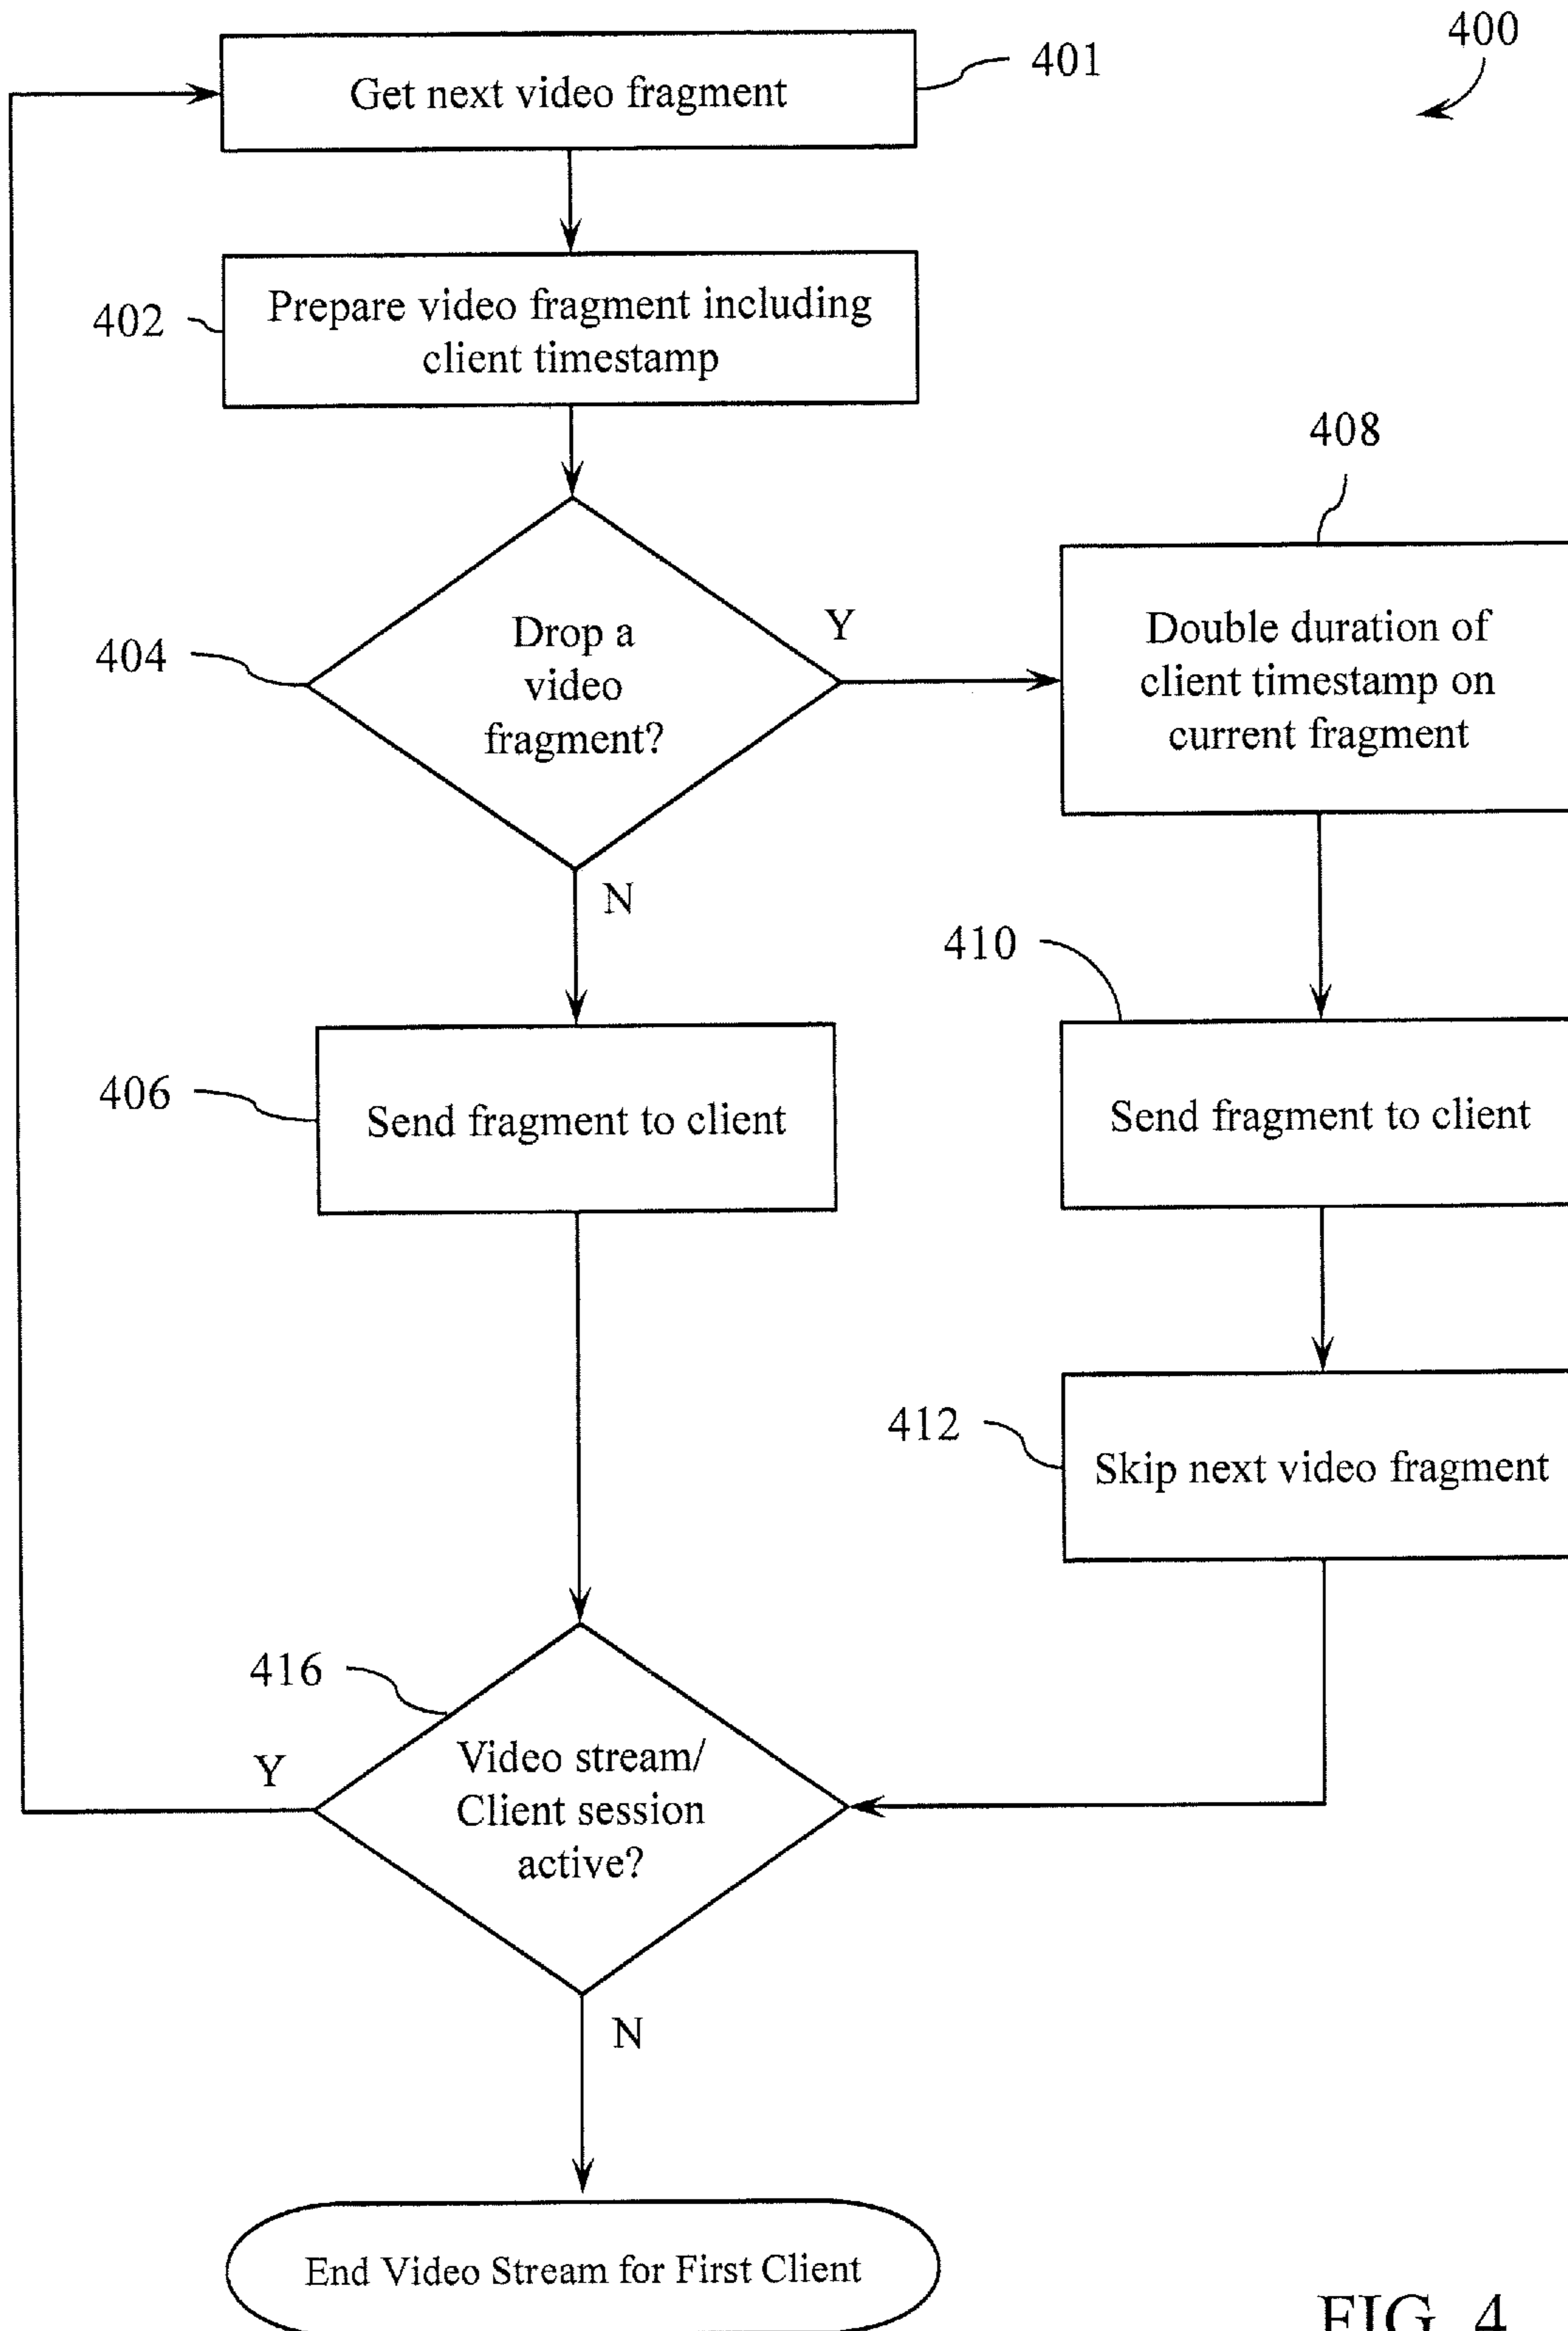 400
401
Get next video fragment
402
Prepare video fragment including
client timestamp
408
404
Drop a
video
fragment?
Y
N
Double duration of
client timestamp on
current fragment
410
406
Send fragment to client
Send fragment to client
412
Skip next video fragment
416
Y
Video stream/
Client session
active?
N
End Video Stream for First Client
FIG. 4